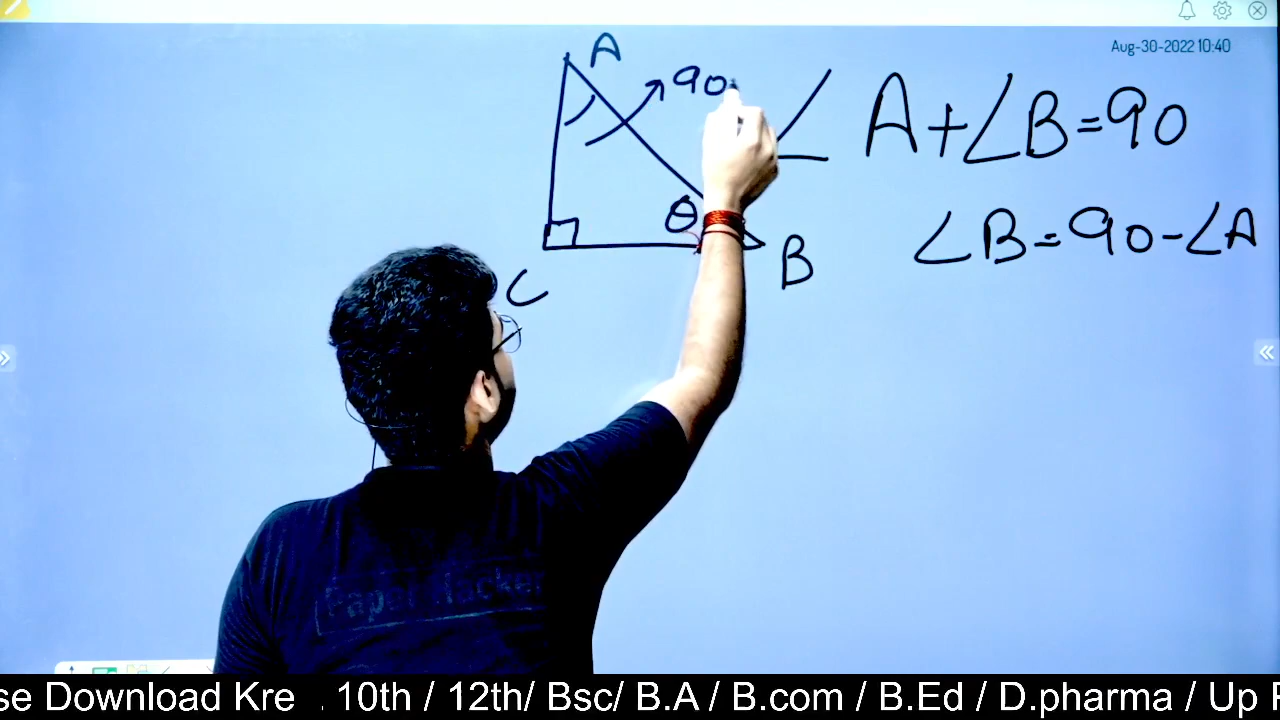 Aug-30-2022 10:40
A
90
∠A+∠B=90
θ
∠B=90-∠A
B
C
se Download Kre . 10th / 12th/ Bsc/ B.A / B.com / B.Ed / D.pharma / Up